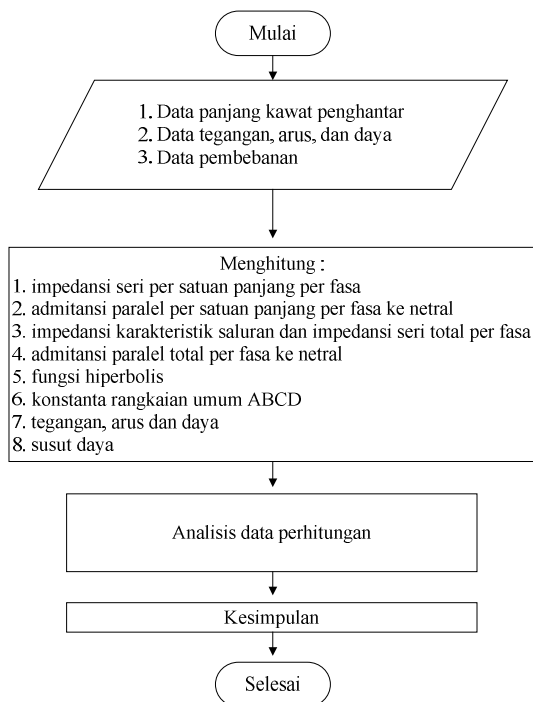 Mulai
1. Data panjang kawat penghantar
2. Data tegangan, arus, dan daya
3. Data pembebanan
Menghitung :
1. impedansi seri per satuan panjang per fasa
2. admitansi paralel per satuan panjang per fasa ke netral
3. impedansi karakteristik saluran dan impedansi seri total per fasa
4. admitansi paralel total per fasa ke netral
5. fungsi hiperbolis
6. konstanta rangkaian umum ABCD
7. tegangan, arus dan daya
8. susut daya
Analisis data perhitungan
Kesimpulan
Selesai